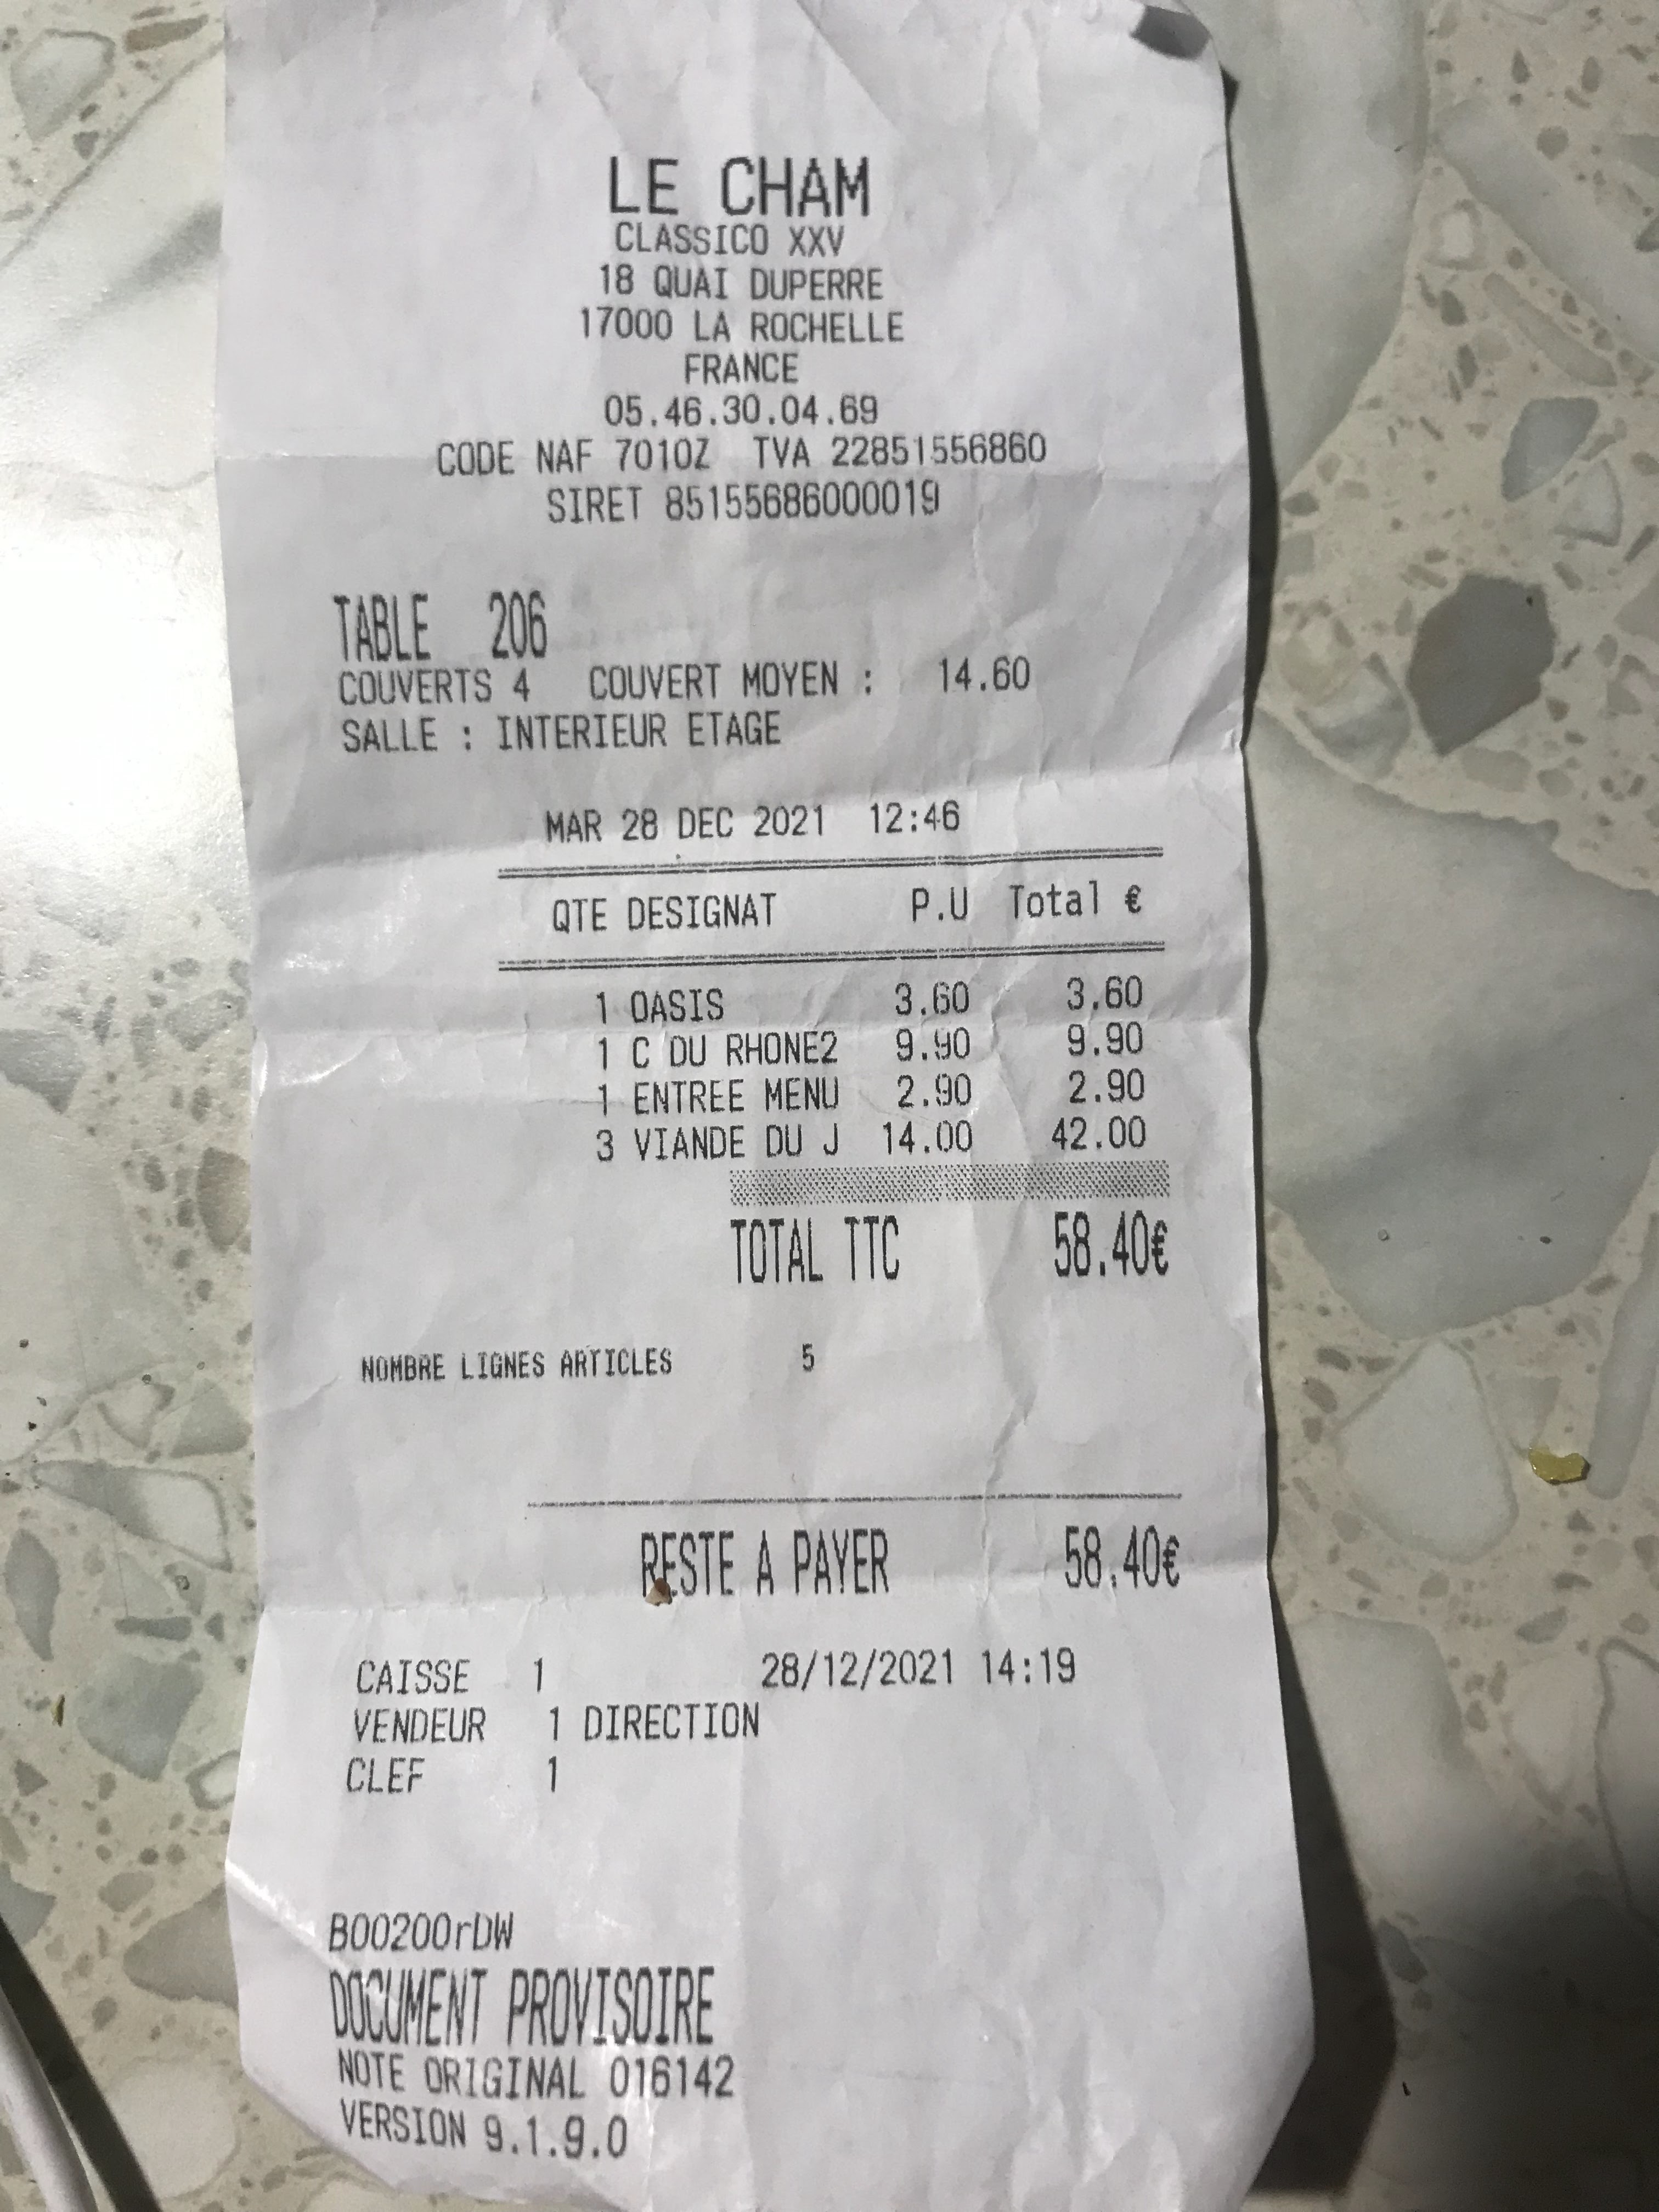 LE CHAM
CLASSICO XXV
18 QUAI DUPERRE
17000 LA ROCHELLE
FRANCE
05.46.30.04.69
CODE NAF 7010Z TVA 22851556860
SIRET 85155686000019
TABLE 206
COUVERTS 4 COUVERT MOYEN : 14.60
SALLE : INTERIEUR ETAGE
MAR 28 DEC 2021 12:46
QTE DESIGNAT P.U Total €
1 OASIS 3.60 3.60
1 C DU RHONE2 9.90 9.90
1 ENTREE MENU 2.90 2.90
3 VIANDE DU J 14.00 42.00
TOTAL TTC 58.40€
NOMBRE LIGNES ARTICLES 5
RESTE A PAYER 58.40€
CAISSE 1 28/12/2021 14:19
VENDEUR 1 DIRECTION
CLEF 1
B00200rDW
DOCUMENT PROVISOIRE
NOTE ORIGINAL 016142
VERSION 9.1.9.0